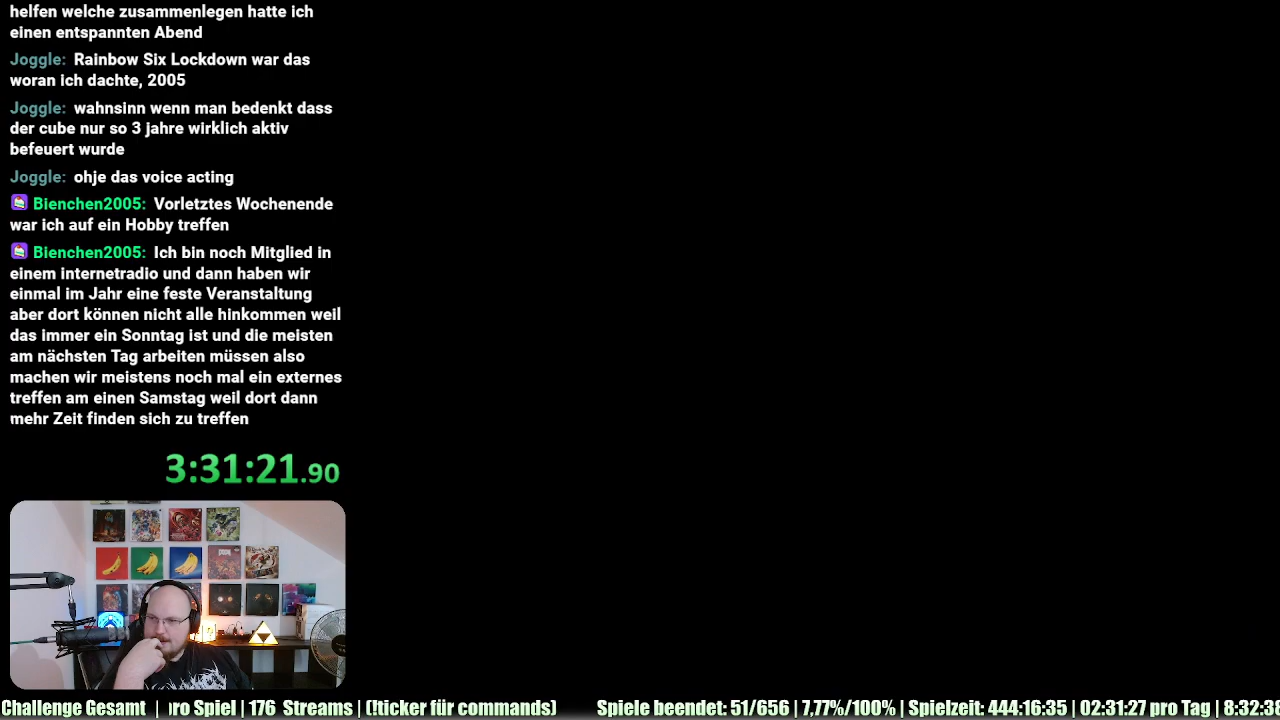 helfen welche zusammenlegen hatte ich
einen entspannten Abend
Joggle: Rainbow Six Lockdown war das
woran ich dachte, 2005
Joggle: wahnsinn wenn man bedenkt dass
der cube nur so 3 jahre wirklich aktiv
befeuert wurde
Joggle: ohje das voice acting
Bienchen2005: Vorletztes Wochenende
war ich auf ein Hobby treffen
Bienchen2005: Ich bin noch Mitglied in
einem internetradio und dann haben wir
einmal im Jahr eine feste Veranstaltung
aber dort können nicht alle hinkommen weil
das immer ein Sonntag ist und die meisten
am nächsten Tag arbeiten müssen also
machen wir meistens noch mal ein externes
treffen am einen Samstag weil dort dann
mehr Zeit finden sich zu treffen
3:31:21.90
Challenge Gesamt | pro Spiel | 176 Streams | (!ticker für commands) Spiele beendet: 51/656 | 7,77%/100% | Spielzeit: 444:16:35 | 02:31:27 pro Tag | 8:32:38